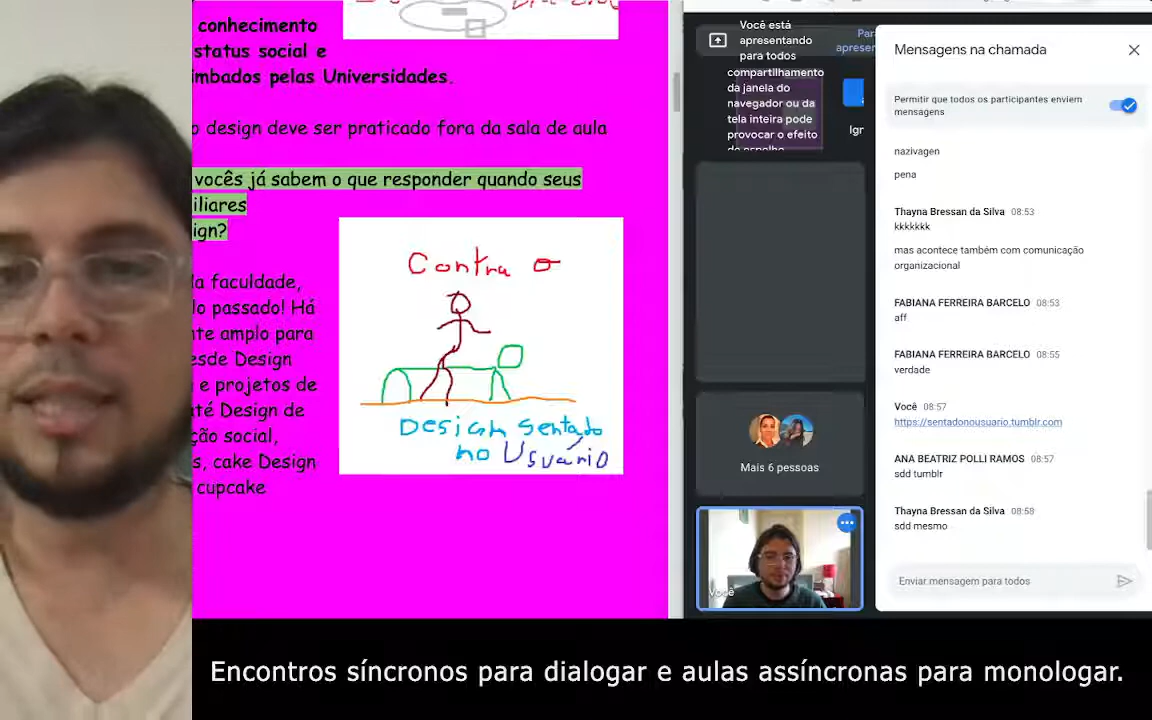 conhecimento
status social e
imbados pelas Universidades.
o design deve ser praticado fora da sala de aula
vocês já sabem o que responder quando seus
iliares
ign?
la faculdade,
lo passado! Há
nte amplo para
esde Design
i e projetos de
até Design de
ção social,
s, cake Design
cupcake
Contra o
Design sentado
no Usuário
Você está
apresentando
para todos
compartilhamento
da janela do
navegador ou da
tela inteira pode
provocar o efeito
de espelho
Par
apresen
Igr
Mais 6 pessoas
Você
Mensagens na chamada
Permitir que todos os participantes enviem
mensagens
nazivagen
pena
Thayna Bressan da Silva 08:53
kkkkkkk
mas acontece também com comunicação
organizacional
FABIANA FERREIRA BARCELO 08:53
aff
FABIANA FERREIRA BARCELO 08:55
verdade
Você 08:57
https://sentadonousuario.tumblr.com
ANA BEATRIZ POLLI RAMOS 08:57
sdd tumblr
Thayna Bressan da Silva 08:58
sdd mesmo
Enviar mensagem para todos
Encontros síncronos para dialogar e aulas assíncronas para monologar.